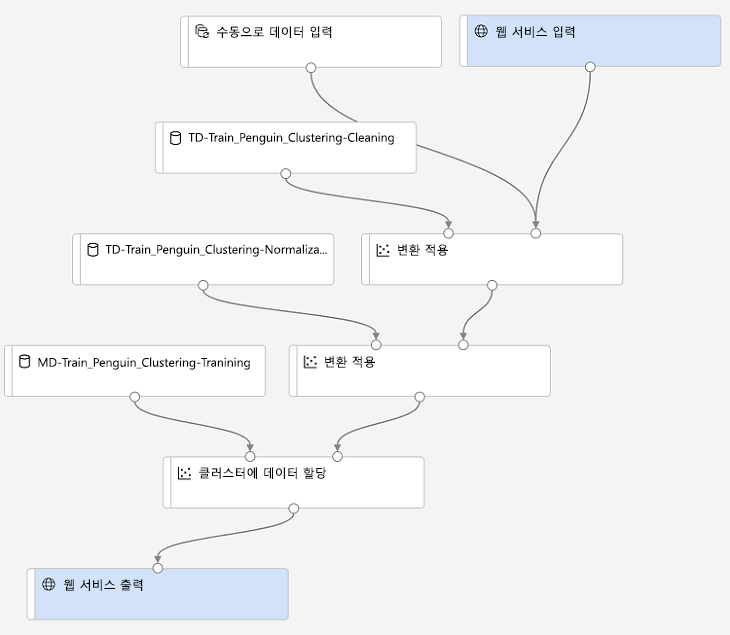 수동으로 데이터 입력
웹 서비스 입력
TD-Train_Penguin_Clustering-Cleaning
TD-Train_Penguin_Clustering-Normaliza...
변환 적용
MD-Train_Penguin_Clustering-Tranining
변환 적용
클러스터에 데이터 할당
웹 서비스 출력